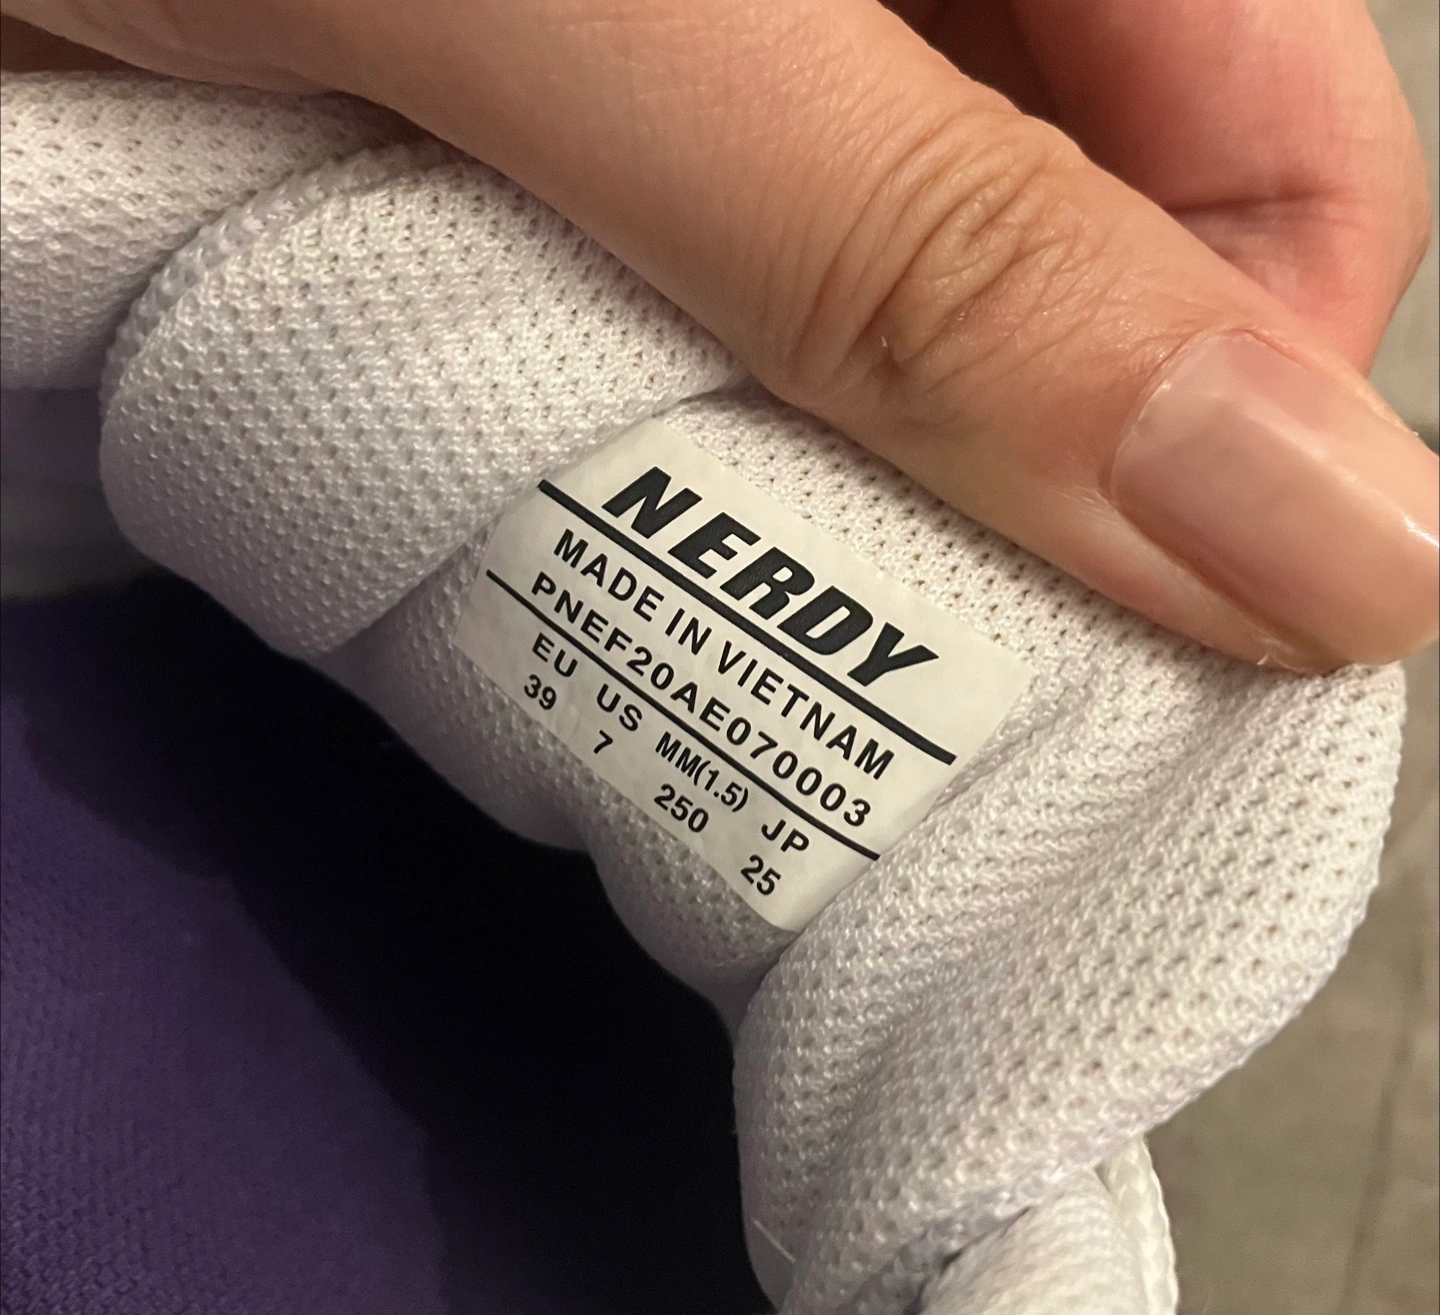 NERDY
MADE IN VIETNAM
PNEF20AE070003
EU US MM(1.5) JP
39 7 250 25